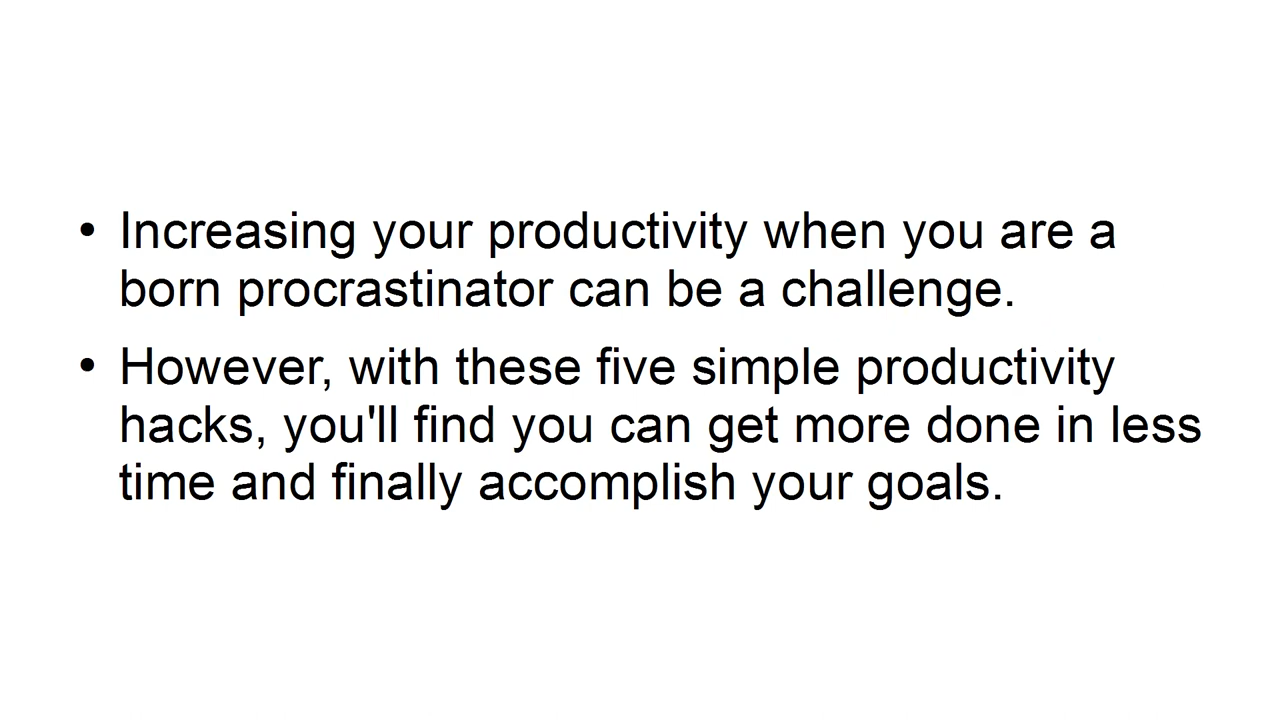 • Increasing your productivity when you are a
born procrastinator can be a challenge.
• However, with these five simple productivity
hacks, you'll find you can get more done in less
time and finally accomplish your goals.